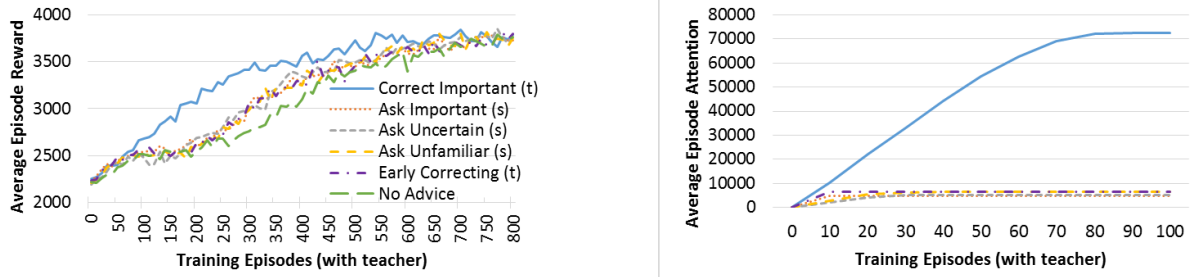 Average Episode Reward
4000
3500
3000
2500
2000
0
50
100
150
200
250
300
350
400
450
500
550
600
650
700
750
800
Training Episodes (with teacher)
Correct Important (t)
Ask Important (s)
Ask Uncertain (s)
Ask Unfamiliar (s)
Early Correcting (t)
No Advice
Average Episode Attention
80000
70000
60000
50000
40000
30000
20000
10000
0
0 10 20 30 40 50 60 70 80 90 100
Training Episodes (with teacher)